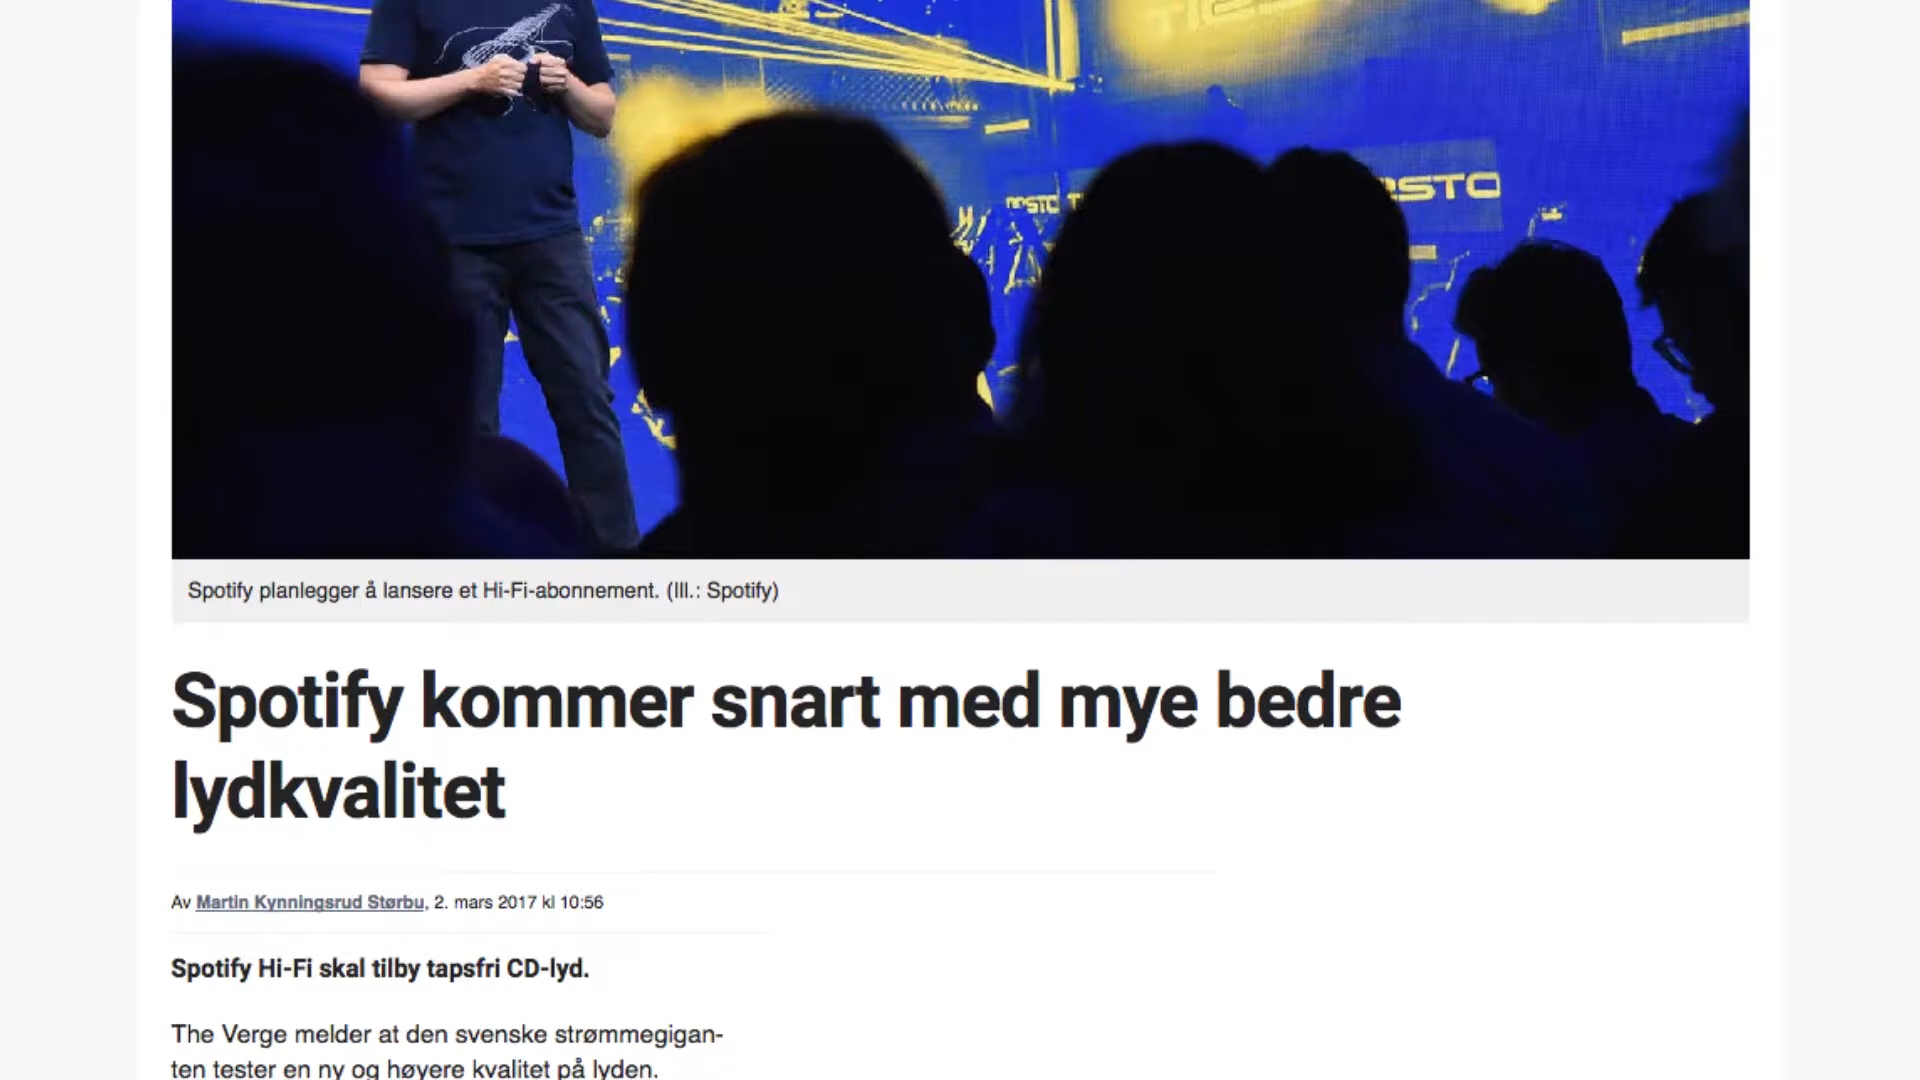 Spotify planlegger å lansere et Hi-Fi-abonnement. (Ill.: Spotify)
Spotify kommer snart med mye bedre
lydkvalitet
Av Martin Kynningsrud Størbu, 2. mars 2017 kl 10:56
Spotify Hi-Fi skal tilby tapsfri CD-lyd.
The Verge melder at den svenske strømmegigan-
ten tester en ny og høyere kvalitet på lyden.